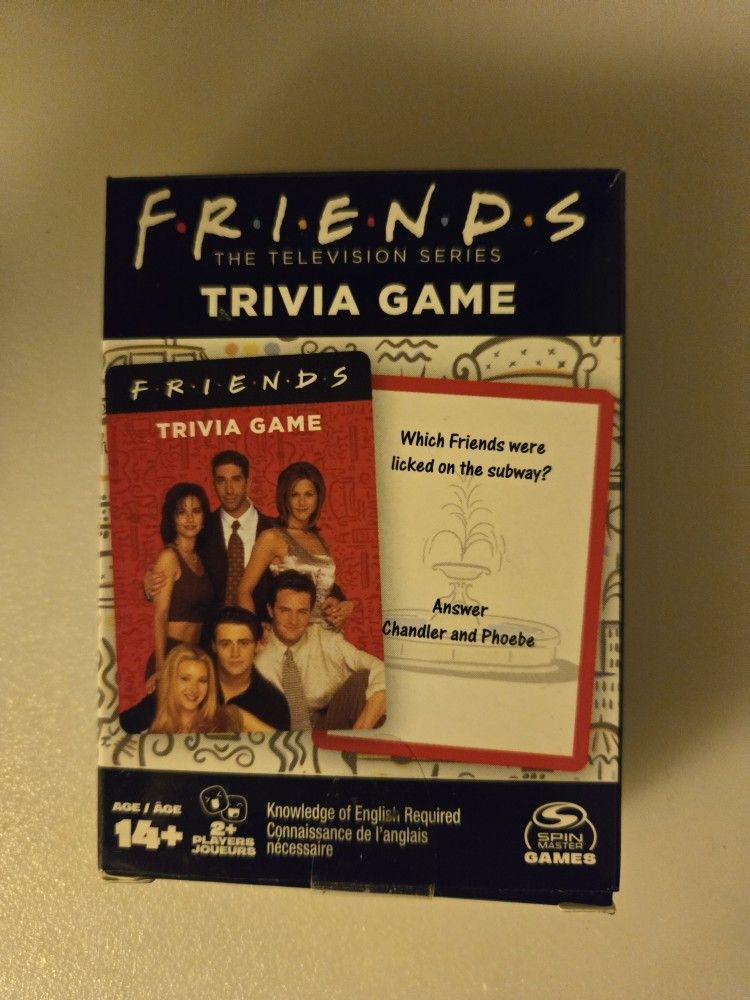 F·R·I·E·N·D·S
THE TELEVISION SERIES
TRIVIA GAME
F·R·I·E·N·D·S
TRIVIA GAME
Which Friends were
licked on the subway?
Answer
Chandler and Phoebe
AGE / ÂGE
14+
2+
PLAYERS
JOUEURS
Knowledge of English Required
Connaissance de l'anglais
nécessaire
SPIN
MASTER
GAMES